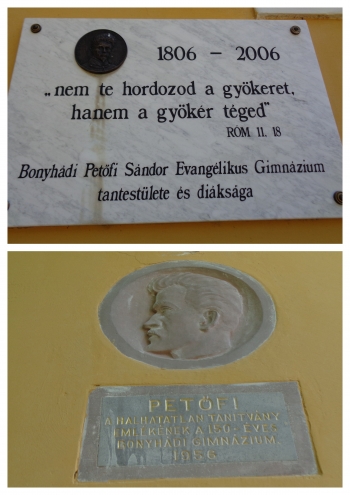 1806 – 2006
„nem te hordozod a gyökeret,
hanem a gyökér téged"
RÓM 11. 18
Bonyhádi Petőfi Sándor Evangélikus Gimnázium
tantestülete és diáksága
PETŐFI
A HALHATATLAN TANÍTVÁNY
EMLÉKÉNEK A 150 - ÉVES
BONYHÁDI GIMNÁZIUM.
1956